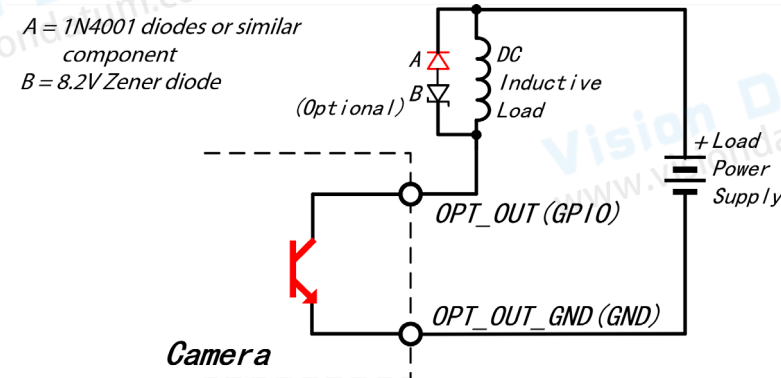 A = 1N4001 diodes or similar
component
B = 8.2V Zener diode
A
DC
Inductive
Load
B
(Optional)
+ Load
Power
Supply
OPT_OUT(GPIO)
OPT_OUT_GND(GND)
Camera
Vision D